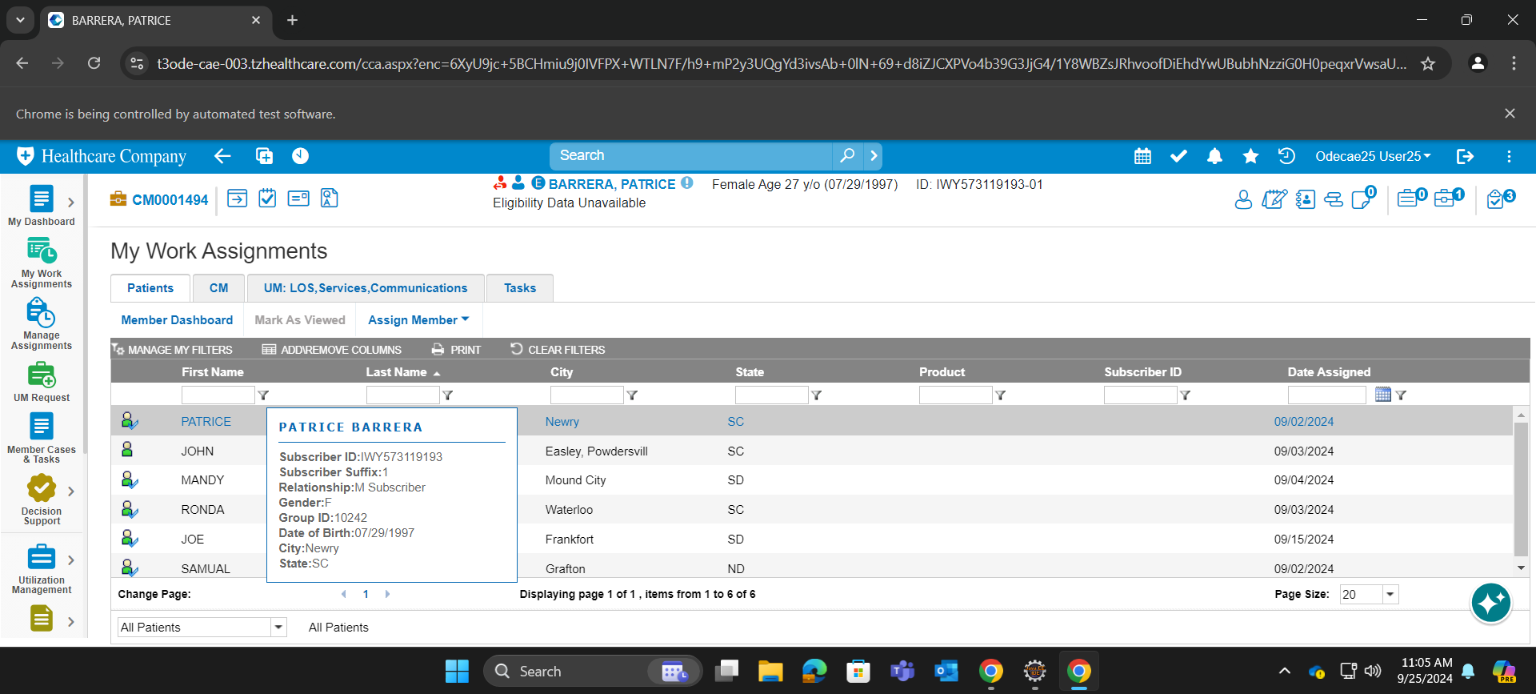 BARRERA, PATRICE
t3ode-cae-003.tzhealthcare.com/cca.aspx?enc=6XyU9jc+5BCHmiu9j0IVFPX+WTLN7F/h9+mP2y3UQgYd3ivsAb+0lN+69+d8iZJCXPVo4b39G3JjG4/1Y8WBZsJRhvoofDiEhdYwUBubhNzziG0H0peqxrVwsaU...
Chrome is being controlled by automated test software.
Healthcare Company
Search
Odecae25 User25
My Dashboard
My Work Assignments
Manage Assignments
UM Request
Member Cases & Tasks
Decision Support
Utilization Management
CM0001494
E BARRERA, PATRICE
Female Age 27 y/o (07/29/1997) ID: IWY573119193-01
Eligibility Data Unavailable
0 0 1 3
My Work Assignments
Patients CM UM: LOS,Services,Communications Tasks
Member Dashboard Mark As Viewed Assign Member
MANAGE MY FILTERS ADD\REMOVE COLUMNS PRINT CLEAR FILTERS
First Name Last Name City State Product Subscriber ID Date Assigned
PATRICE Newry SC 09/02/2024
JOHN Easley, Powdersvill SC 09/03/2024
MANDY Mound City SD 09/04/2024
RONDA Waterloo SC 09/03/2024
JOE Frankfort SD 09/15/2024
SAMUAL Grafton ND 09/02/2024
PATRICE BARRERA
Subscriber ID:IWY573119193
Subscriber Suffix:1
Relationship:M Subscriber
Gender:F
Group ID:10242
Date of Birth:07/29/1997
City:Newry
State:SC
Change Page: 1 Displaying page 1 of 1 , items from 1 to 6 of 6 Page Size: 20
All Patients All Patients
Search
PRE
11:05 AM
9/25/2024